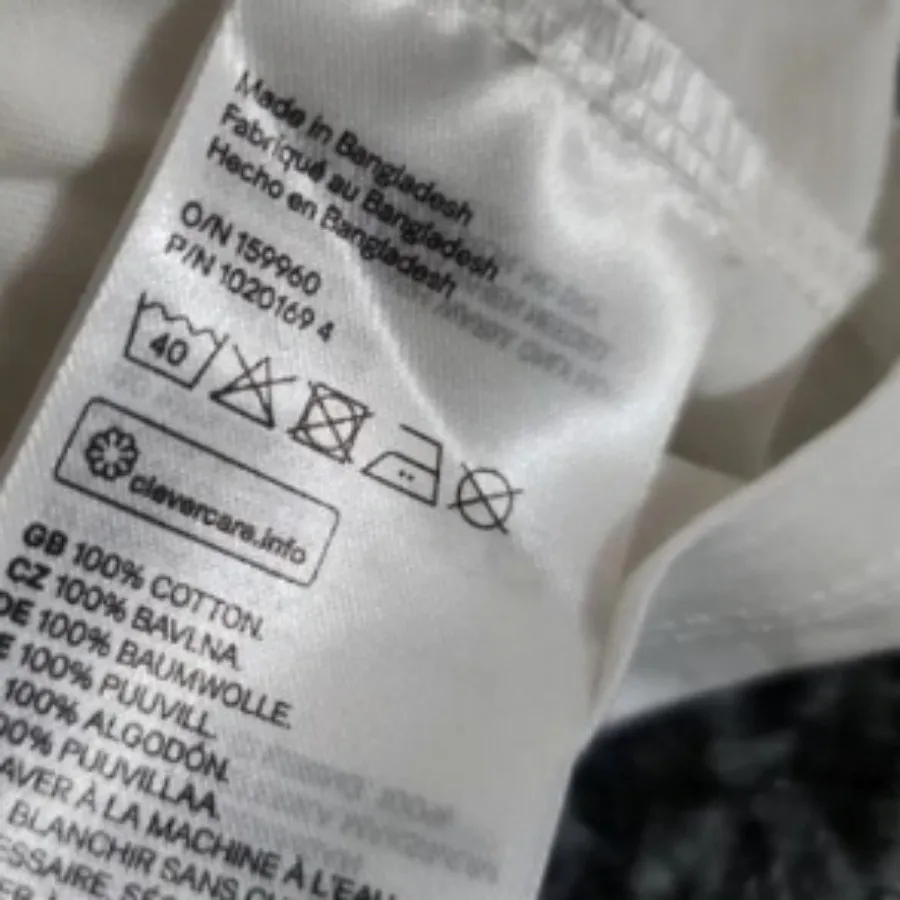 Made in Bangladesh
Fabriqué au Bangladesh
Hecho en Bangladesh
O/N 159960
P/N 1020169 4
40
clevercare.info
GB 100% COTTON.
CZ 100% BAVLNA.
DE 100% BAUMWOLLE.
100% PUUVILL.
100% ALGODÓN.
PUUVILLAA.
À LA MACHINE À L'EAU
BLANCHIR SANS